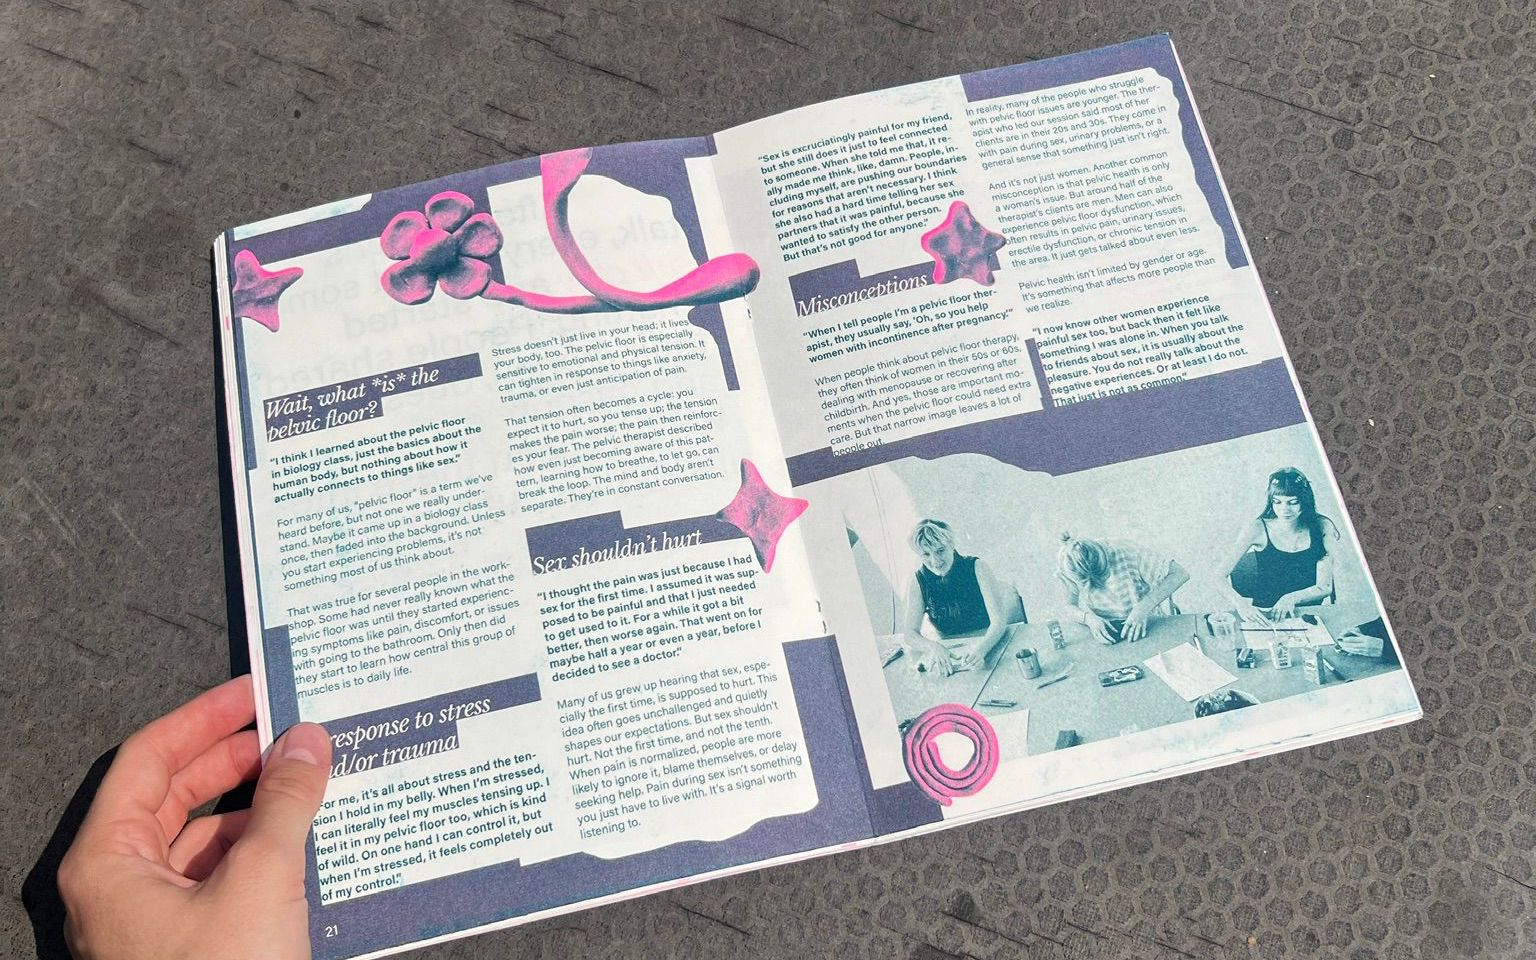 Wait, what *is* the
pelvic floor?
"I think I learned about the pelvic floor
in biology class, just the basics about the
human body, but nothing about how it
actually connects to things like sex."
For many of us, "pelvic floor" is a term we've
heard before, but not one we really under-
stand. Maybe it came up in a biology class
once, then faded into the background. Unless
you start experiencing problems, it's not
something most of us think about.
That was true for several people in the work-
shop. Some had never really known what the
pelvic floor was until they started experienc-
ing symptoms like pain, discomfort, or issues
with going to the bathroom. Only then did
they start to learn how central this group of
muscles is to daily life.
response to stress
nd/or trauma
or me, it's all about stress and the ten-
sion I hold in my belly. When I'm stressed,
I can literally feel my muscles tensing up. I
feel it in my pelvic floor too, which is kind
of wild. On one hand I can control it, but
when I'm stressed, it feels completely out
of my control."
21
Stress doesn't just live in your head; it lives
your body, too. The pelvic floor is especially
sensitive to emotional and physical tension. It
can tighten in response to things like anxiety,
trauma, or even just anticipation of pain.
That tension often becomes a cycle: you
expect it to hurt, so you tense up; the tension
makes the pain worse; the pain then reinforc-
es your fear. The pelvic therapist described
how even just becoming aware of this pat-
tern, learning how to breathe, to let go, can
break the loop. The mind and body aren't
separate. They're in constant conversation.
Sex shouldn't hurt
"I thought the pain was just because I had
sex for the first time. I assumed it was sup-
posed to be painful and that I just needed
to get used to it. For a while it got a bit
better, then worse again. That went on for
maybe half a year or even a year, before I
decided to see a doctor."
Many of us grew up hearing that sex, espe-
cially the first time, is supposed to hurt. This
idea often goes unchallenged and quietly
shapes our expectations. But sex shouldn't
hurt. Not the first time, and not the tenth.
When pain is normalized, people are more
likely to ignore it, blame themselves, or delay
seeking help. Pain during sex isn't something
you just have to live with. It's a signal worth
listening to.
"Sex is excruciatingly painful for my friend,
but she still does it just to feel connected
to someone. When she told me that, it re-
ally made me think, like, damn. People, in-
cluding myself, are pushing our boundaries
for reasons that aren't necessary. I think
she also had a hard time telling her sex
partners that it was painful, because she
wanted to satisfy the other person.
But that's not good for anyone."
Misconceptions
"When I tell people I'm a pelvic floor ther-
apist, they usually say, 'Oh, so you help
women with incontinence after pregnancy.'"
When people think about pelvic floor therapy,
they often think of women in their 50s or 60s,
dealing with menopause or recovering after
childbirth. And yes, those are important mo-
ments when the pelvic floor could need extra
care. But that narrow image leaves a lot of
people out.
In reality, many of the people who struggle
with pelvic floor issues are younger. The ther-
apist who led our session said most of her
clients are in their 20s and 30s. They come in
with pain during sex, urinary problems, or a
general sense that something just isn't right.
And it's not just women. Another common
misconception is that pelvic health is only
a woman's issue. But around half of the
therapist's clients are men. Men can also
experience pelvic floor dysfunction, which
often results in pelvic pain, urinary issues,
erectile dysfunction, or chronic tension in
the area. It just gets talked about even less.
Pelvic health isn't limited by gender or age.
It's something that affects more people than
we realize.
"I now know other women experience
painful sex too, but back then it felt like
something I was alone in. When you talk
to friends about sex, it is usually about the
pleasure. You do not really talk about the
negative experiences. Or at least I do not.
That just is not as common."